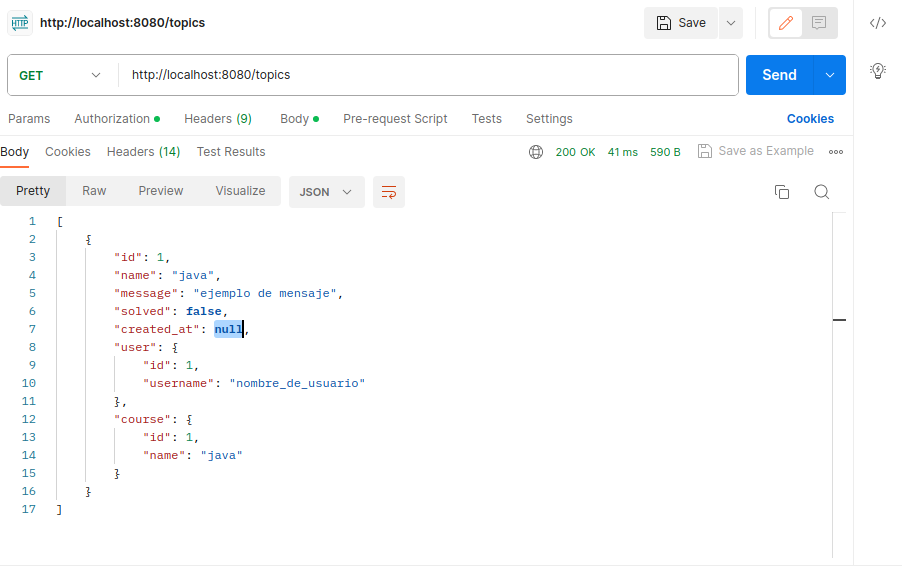 HTTP http://localhost:8080/topics Save
GET http://localhost:8080/topics Send
Params Authorization Headers (9) Body Pre-request Script Tests Settings Cookies
Body Cookies Headers (14) Test Results 200 OK 41 ms 590 B Save as Example
Pretty Raw Preview Visualize JSON
1 [
2 {
3 "id": 1,
4 "name": "java",
5 "message": "ejemplo de mensaje",
6 "solved": false,
7 "created_at": null,
8 "user": {
9 "id": 1,
10 "username": "nombre_de_usuario"
11 },
12 "course": {
13 "id": 1,
14 "name": "java"
15 }
16 }
17 ]